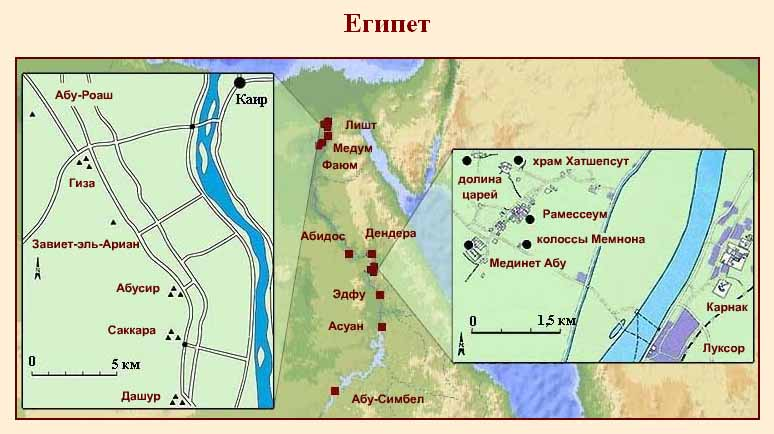 Египет
Абу-Роаш
Каир
Гиза
Завиет-эль-Ариан
Абусир
Саккара
0
5 км
Дашур
Лишт
Медум
Фаюм
Абидос
Дендера
Эдфу
Асуан
Абу-Симбел
храм Хатшепсут
долина
царей
Рамессеум
колоссы Мемнона
Мединет Абу
0
1,5 км
Карнак
Луксор